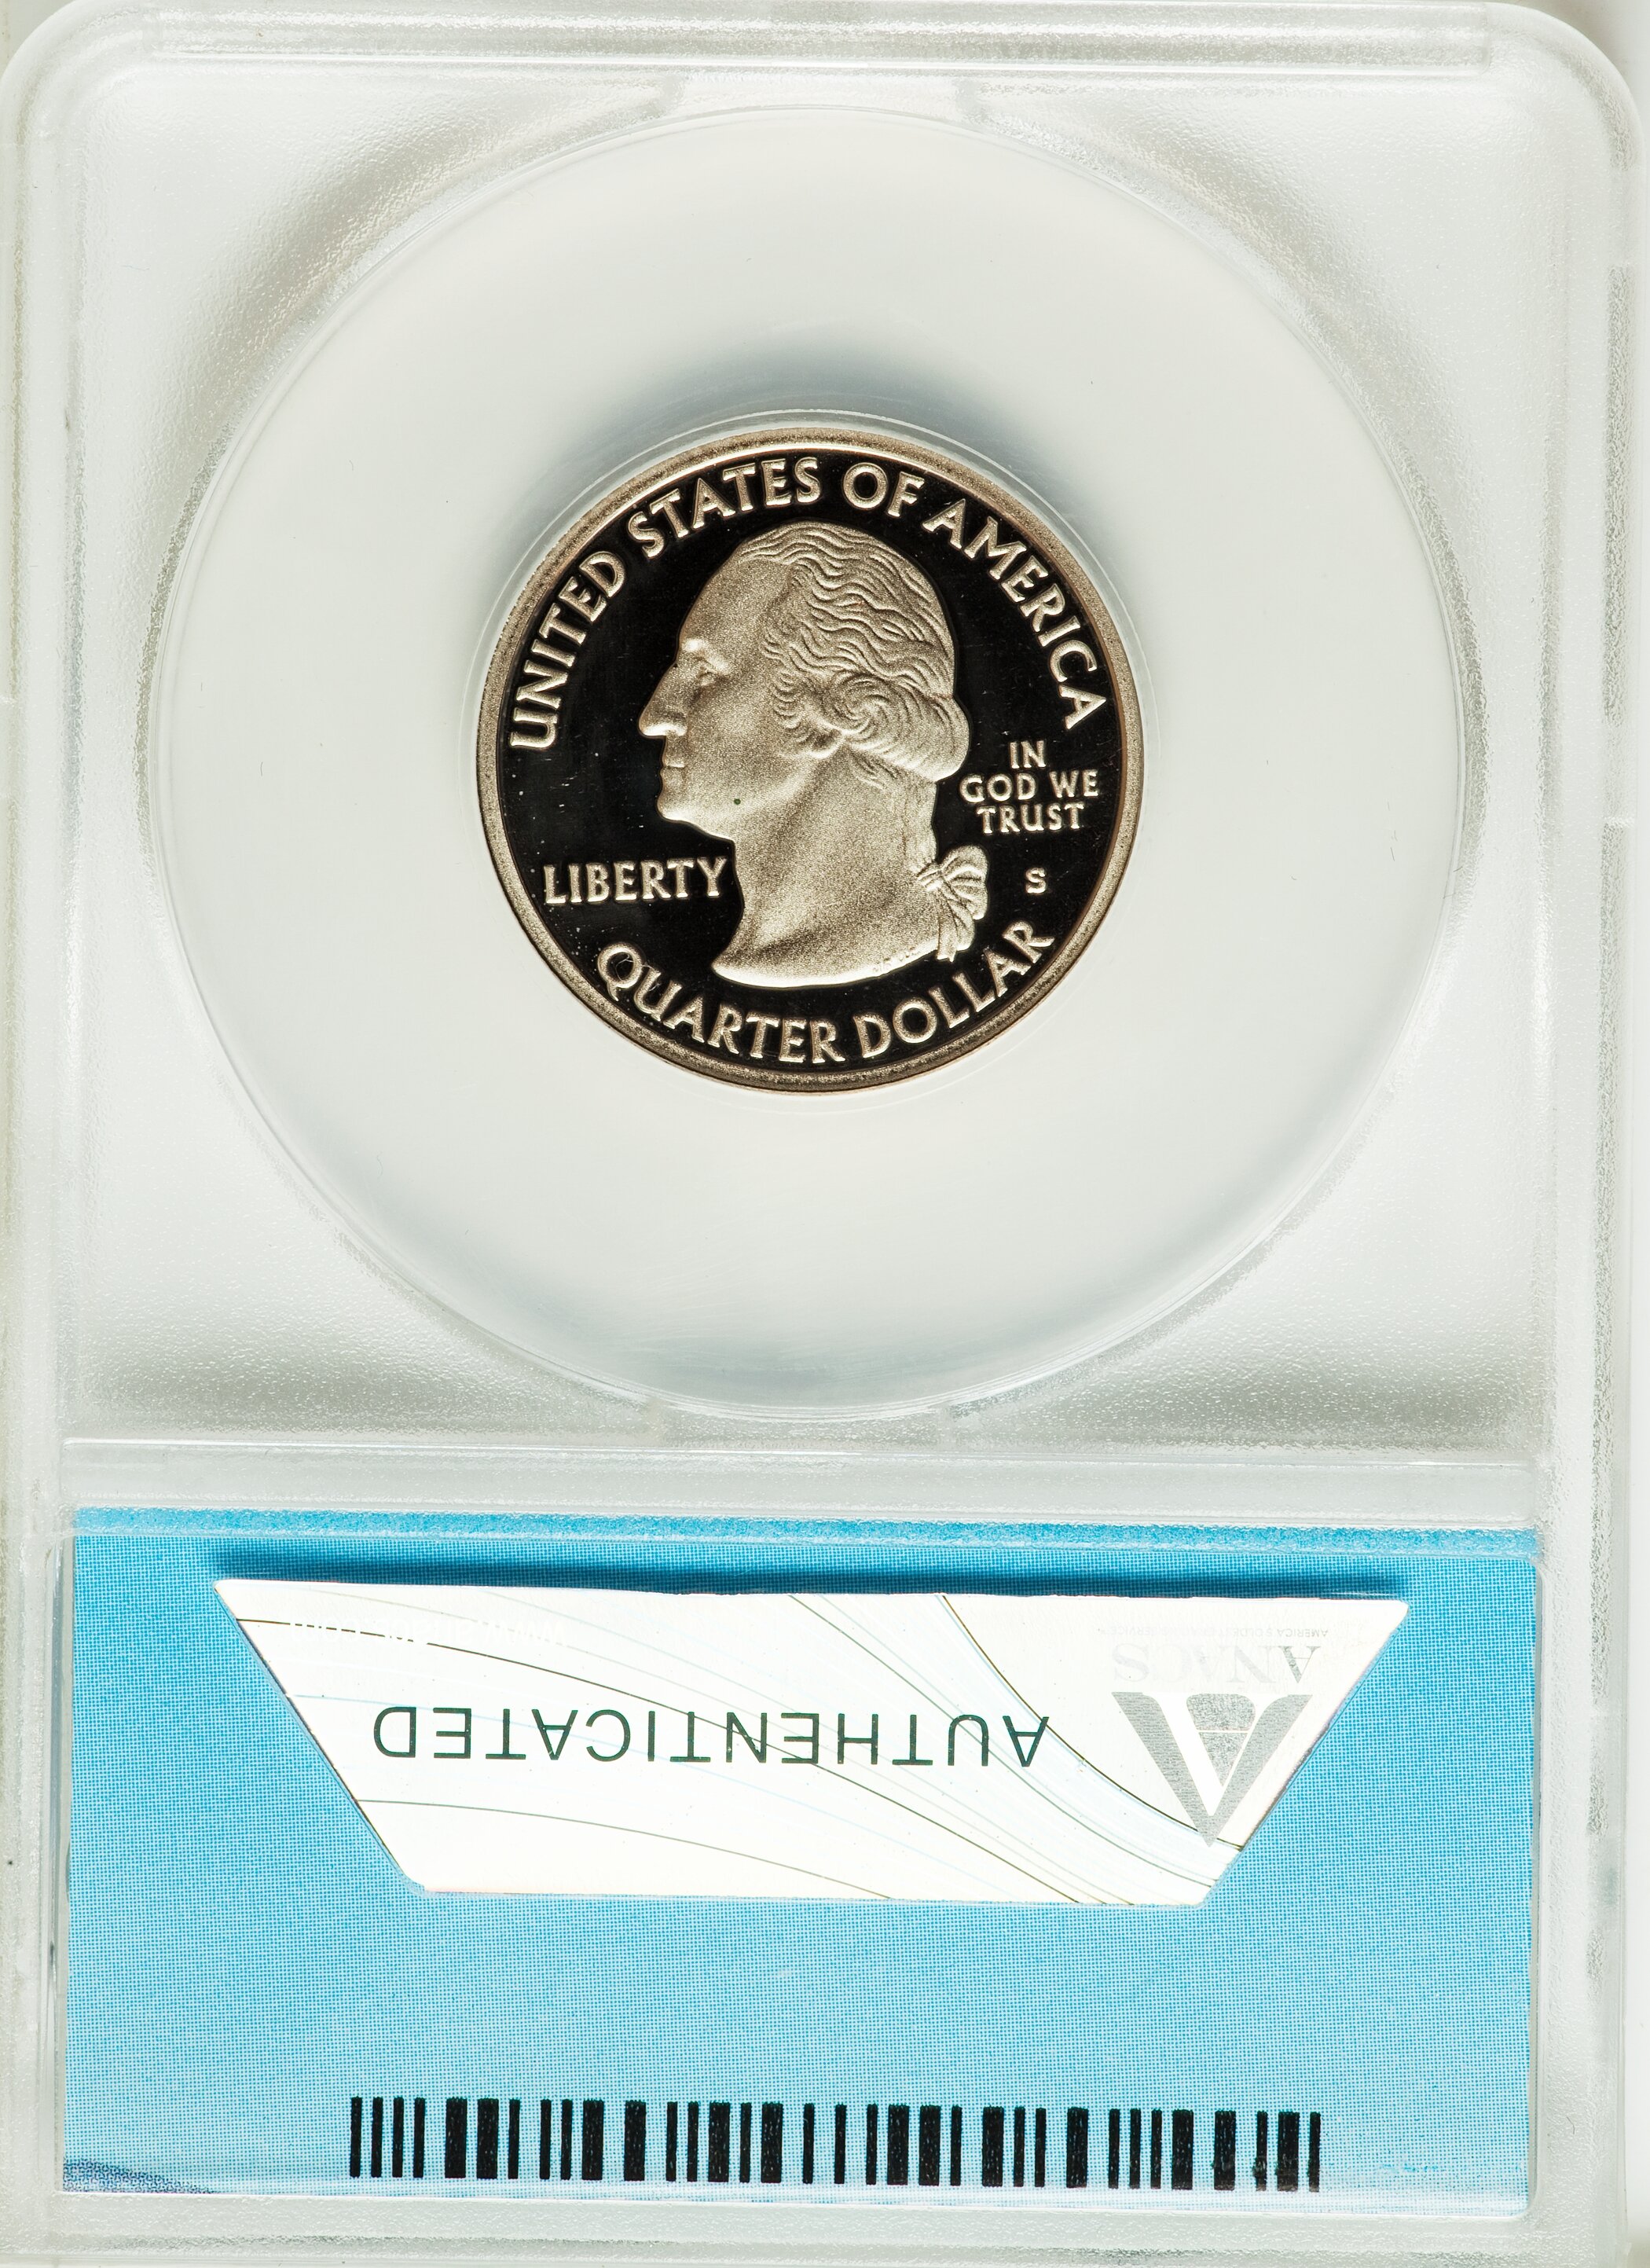 UNITED STATES OF AMERICA
IN
GOD WE
TRUST
LIBERTY
S
QUARTER DOLLAR
ANACS
AUTHENTICATED